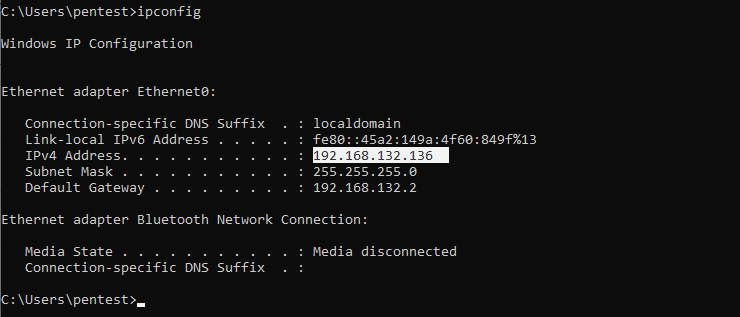 C:\Users\pentest>ipconfig
Windows IP Configuration
Ethernet adapter Ethernet0:
Connection-specific DNS Suffix  . : localdomain
Link-local IPv6 Address . . . . . : fe80::45a2:149a:4f60:849f%13
IPv4 Address. . . . . . . . . . . : 192.168.132.136
Subnet Mask . . . . . . . . . . . : 255.255.255.0
Default Gateway . . . . . . . . . : 192.168.132.2
Ethernet adapter Bluetooth Network Connection:
Media State . . . . . . . . . . . : Media disconnected
Connection-specific DNS Suffix  . :
C:\Users\pentest>